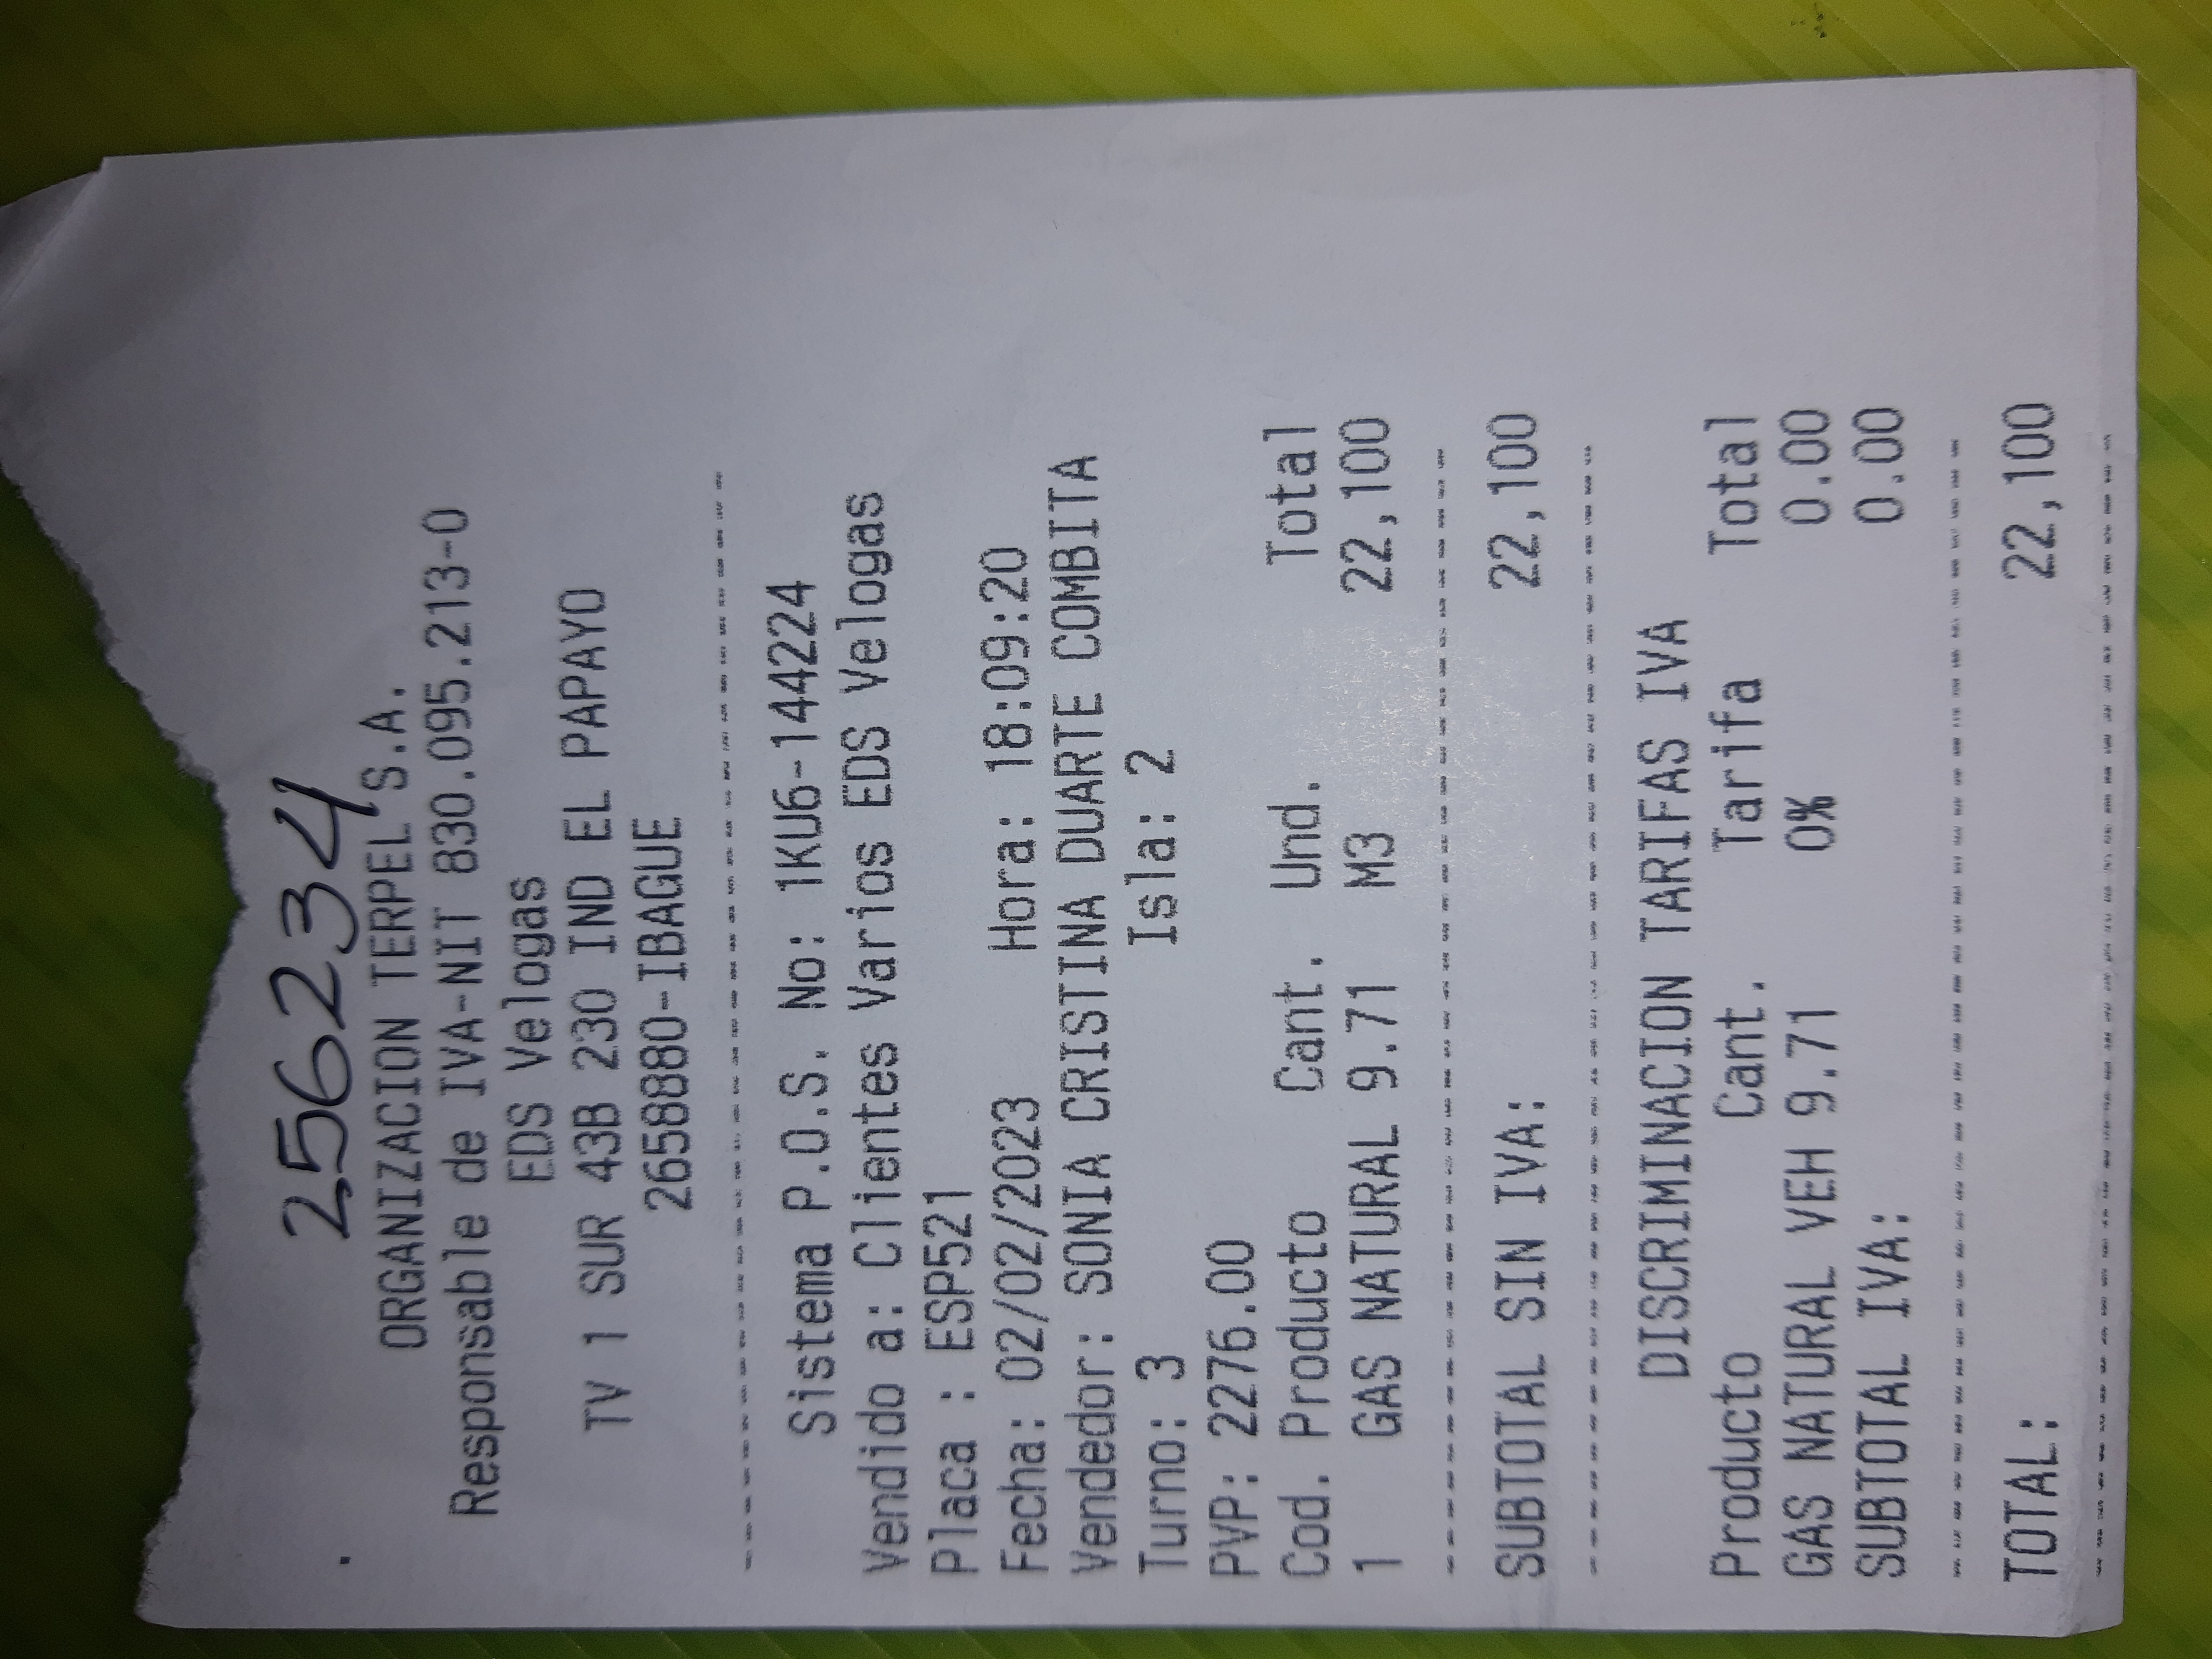 256234
ORGANIZACION TERPEL S.A.
Responsable de IVA-NIT 830.095.213-0
EDS Velogas
TV 1 SUR 43B 230 IND EL PAPAYO
2658880-IBAGUE
Sistema P.O.S. No: 1KU6-144224
Vendido a: Clientes Varios EDS Velogas
Placa : ESP521
Fecha: 02/02/2023 Hora: 18:09:20
Vendedor: SONIA CRISTINA DUARTE COMBITA
Turno: 3 Isla: 2
PVP: 2276.00
Cod. Producto Cant. Und. Total
1 GAS NATURAL 9.71 M3 22,100
SUBTOTAL SIN IVA: 22,100
DISCRIMINACION TARIFAS IVA
Producto Cant. Tarifa Total
GAS NATURAL VEH 9.71 0% 0.00
SUBTOTAL IVA: 0.00
TOTAL: 22,100